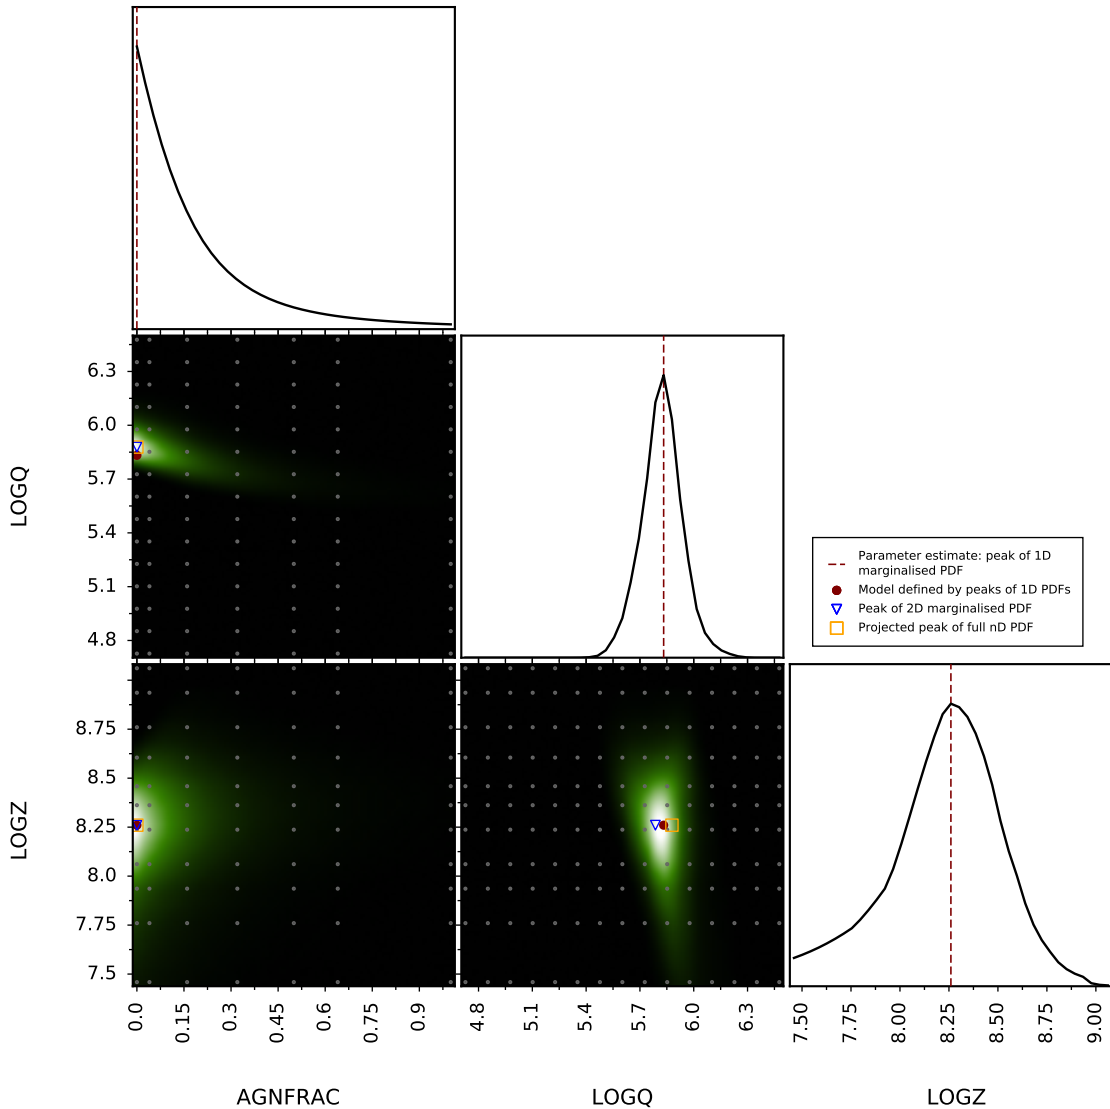 LOGQ
6.3
6.0
5.7
5.4
5.1
4.8
Parameter estimate: peak of 1D
marginalised PDF
Model defined by peaks of 1D PDFs
Peak of 2D marginalised PDF
Projected peak of full nD PDF
LOGZ
8.75
8.5
8.25
8.0
7.75
7.5
0.0 0.15 0.3 0.45 0.6 0.75 0.9
4.8 5.1 5.4 5.7 6.0 6.3
7.50 7.75 8.00 8.25 8.50 8.75 9.00
AGNFRAC LOGQ LOGZ